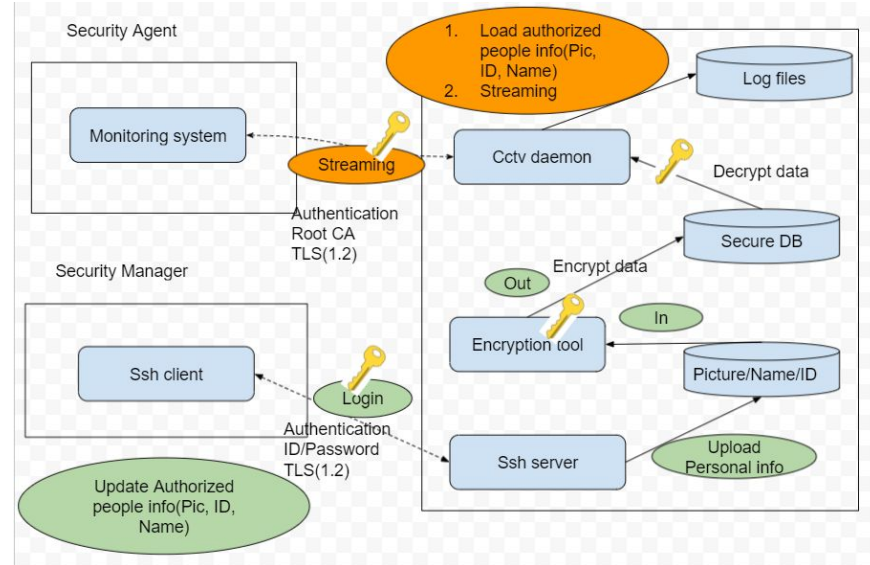 Security Agent
Monitoring system
Streaming
Authentication
Root CA
TLS(1.2)
1. Load authorized
people info(Pic,
ID, Name)
2. Streaming
Log files
Cctv daemon
Decrypt data
Secure DB
Encrypt data
Out
In
Encryption tool
Picture/Name/ID
Security Manager
Ssh client
Login
Authentication
ID/Password
TLS(1.2)
Ssh server
Upload
Personal info
Update Authorized
people info(Pic, ID,
Name)